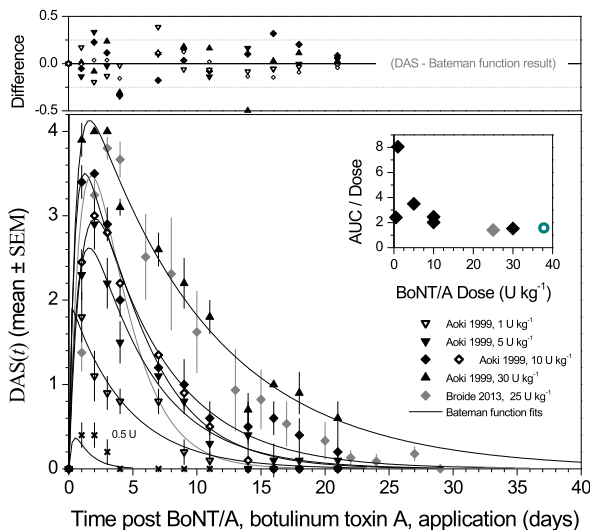 Difference
0.5
0.0
-0.5
(DAS - Bateman function result)
DAS(t) (mean ± SEM)
4
3
2
1
0
0.5 U
AUC / Dose
8
6
4
2
0
0 10 20 30 40
BoNT/A Dose (U kg-1)
Aoki 1999, 1 U kg-1
Aoki 1999, 5 U kg-1
Aoki 1999, 10 U kg-1
Aoki 1999, 30 U kg-1
Broide 2013, 25 U kg-1
Bateman function fits
0 5 10 15 20 25 30 35 40
Time post BoNT/A, botulinum toxin A, application (days)